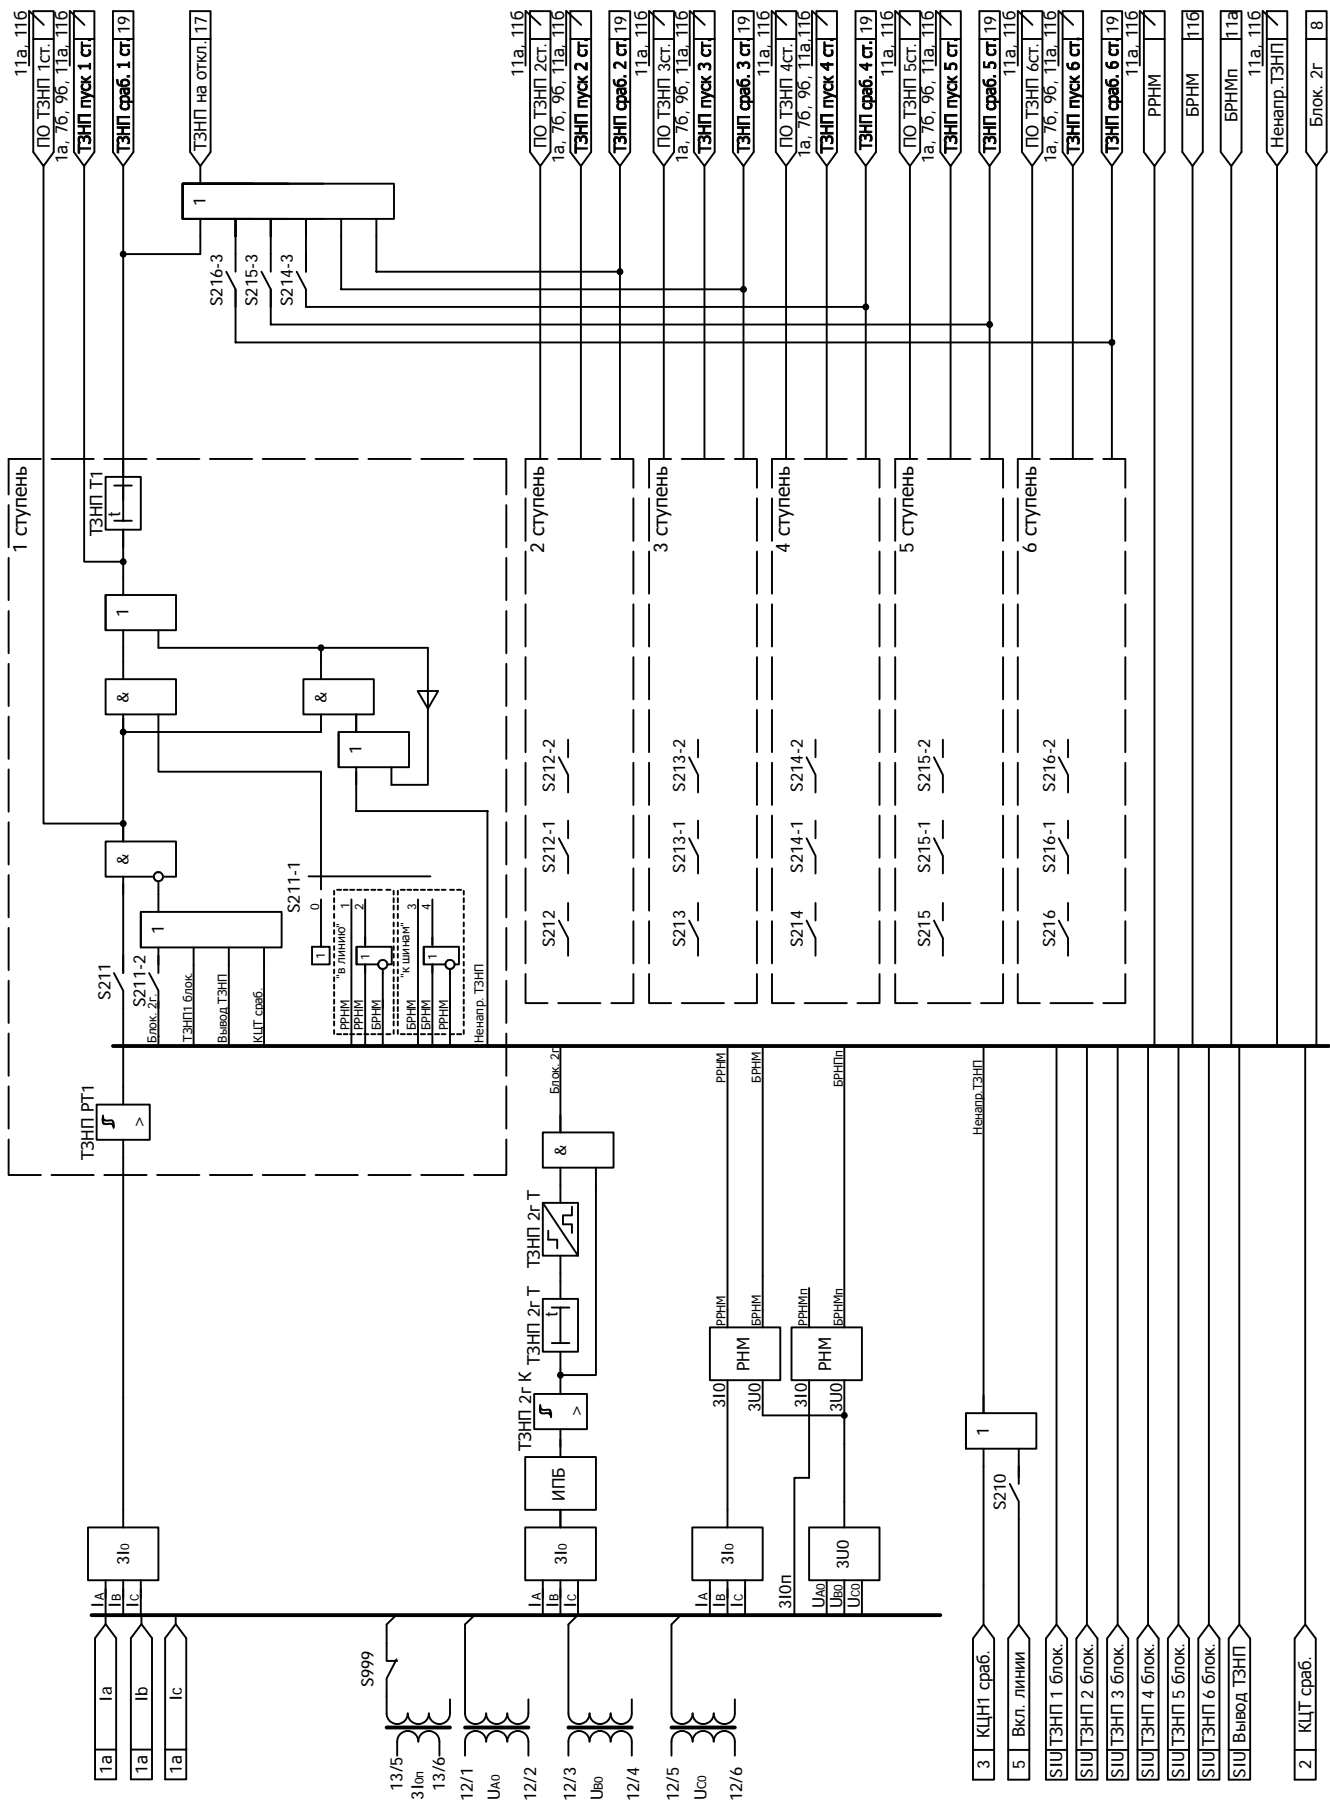 1а Ia
1а Ib
1а Ic
IA
IB
IC
3I0
ТЗНП РТ1
>
1 ступень
S211
S211-2
Блок. 2г.
ТЗНП1 блок.
Вывод ТЗНП
КЦТ сраб.
1
&
S211-1
0
1
"в линию"
РРНМ 1
РРНМ 2
БРНМ
1
"к шинам"
БРНМ 3
БРНМ 4
РРНМ
1
Ненапр. ТЗНП
&
&
1
1
ТЗНП Т1
t
11а, 11б
ПО ТЗНП 1ст.
1а, 7б, 9б, 11а, 11б
ТЗНП пуск 1 ст.
ТЗНП сраб. 1 ст. 19
ТЗНП на откл. 17
1
S216-3
S215-3
S214-3
S999
13/5
3I0п
13/6
12/1
UA0
12/2
12/3
UB0
12/4
12/5
UC0
12/6
IA
IB
IC
3I0
ИПБ
ТЗНП 2г К
>
ТЗНП 2г Т
t
ТЗНП 2г Т
&
Блок. 2г
IA
IB
IC
3I0
3I0п
UA0
UB0
UC0
3U0
3I0
3U0
РНМ
РРНМ
БРНМ
3I0
3U0
РНМ
РРНМп
БРНМп
РРНМ
БРНМ
БРНПп
2 ступень
S212
S212-1
S212-2
11а, 11б
ПО ТЗНП 2ст.
1а, 7б, 9б, 11а, 11б
ТЗНП пуск 2 ст.
ТЗНП сраб. 2 ст. 19
3 ступень
S213
S213-1
S213-2
11а, 11б
ПО ТЗНП 3ст.
1а, 7б, 9б, 11а, 11б
ТЗНП пуск 3 ст.
ТЗНП сраб. 3 ст. 19
4 ступень
S214
S214-1
S214-2
11а, 11б
ПО ТЗНП 4ст.
1а, 7б, 9б, 11а, 11б
ТЗНП пуск 4 ст.
ТЗНП сраб. 4 ст. 19
5 ступень
S215
S215-1
S215-2
11а, 11б
ПО ТЗНП 5ст.
1а, 7б, 9б, 11а, 11б
ТЗНП пуск 5 ст.
ТЗНП сраб. 5 ст. 19
6 ступень
S216
S216-1
S216-2
11а, 11б
ПО ТЗНП 6ст.
1а, 7б, 9б, 11а, 11б
ТЗНП пуск 6 ст.
ТЗНП сраб. 6 ст. 19
11а, 11б
РРНМ
БРНМ 11б
БРНМп 11а
11а, 11б
Ненапр. ТЗНП
Блок. 2г 8
3 КЦН1 сраб.
5 Вкл. линии
S210
1
Ненапр.ТЗНП
SIU ТЗНП 1 блок.
SIU ТЗНП 2 блок.
SIU ТЗНП 3 блок.
SIU ТЗНП 4 блок.
SIU ТЗНП 5 блок.
SIU ТЗНП 6 блок.
SIU Вывод ТЗНП
2 КЦТ сраб.